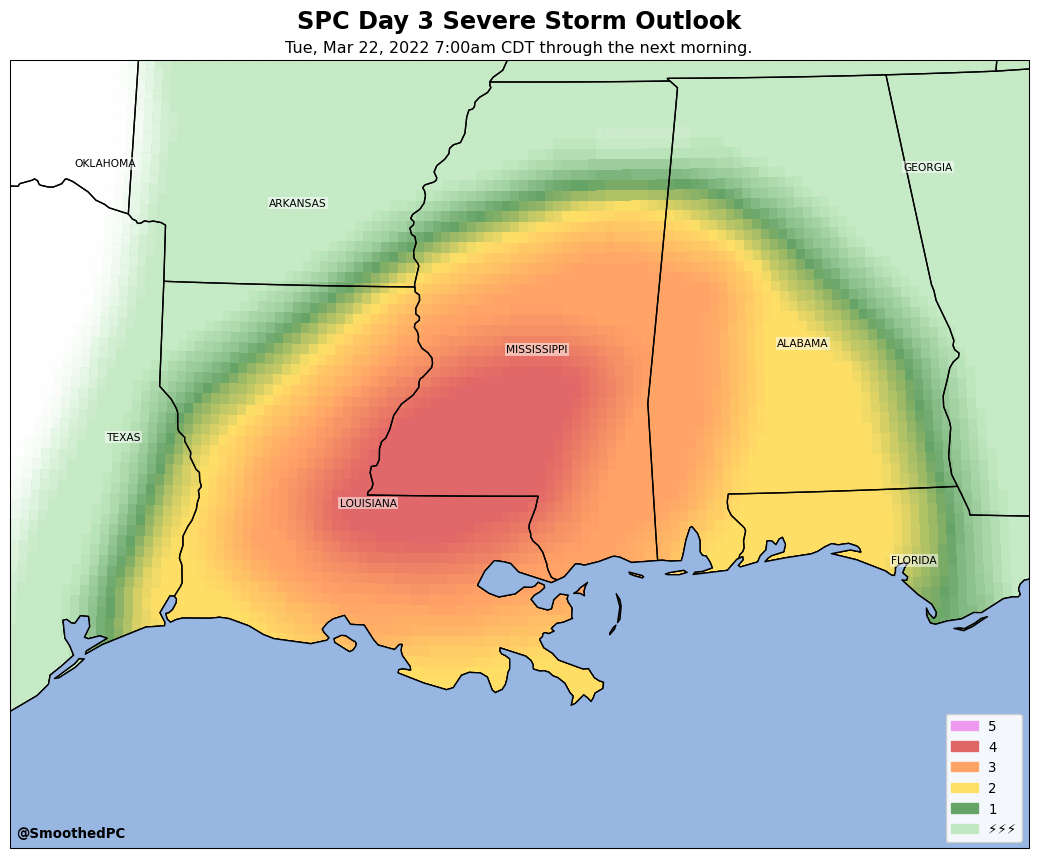 SPC Day 3 Severe Storm Outlook
Tue, Mar 22, 2022 7:00am CDT through the next morning.
OKLAHOMA
GEORGIA
ARKANSAS
ALABAMA
MISSISSIPPI
TEXAS
LOUISIANA
FLORIDA
5
4
3
2
1
⚡⚡⚡
@SmoothedPC